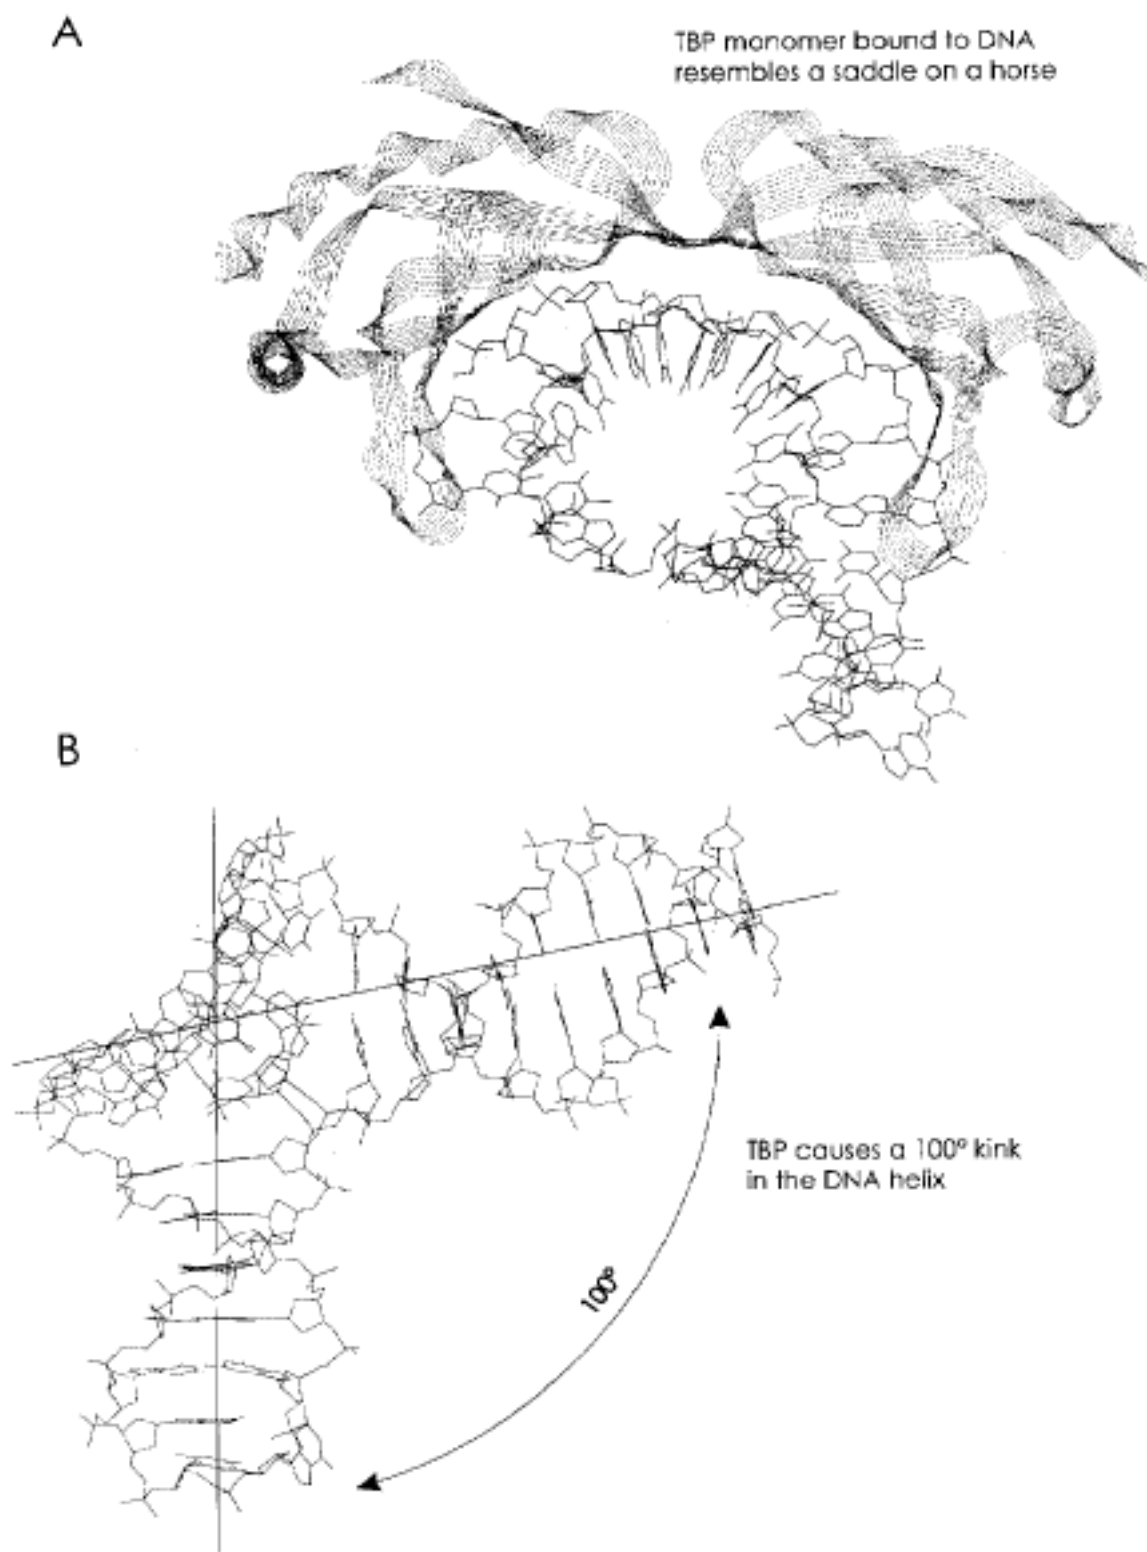 A
TBP monomer bound to DNA
resembles a saddle on a horse
B
TBP causes a 100° kink
in the DNA helix
100°